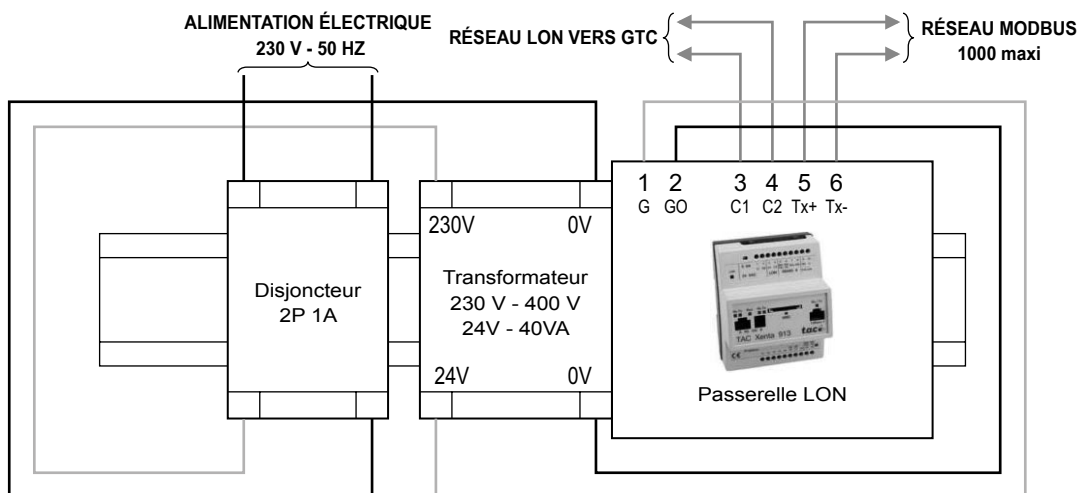 ALIMENTATION ÉLECTRIQUE
230 V - 50 HZ
RÉSEAU LON VERS GTC
RÉSEAU MODBUS
1000 maxi
1 2 3 4 5 6
G GO C1 C2 Tx+ Tx-
230V 0V
Disjoncteur
2P 1A
Transformateur
230 V - 400 V
24V - 40VA
24V 0V
TAC Xenta 913
tac
Passerelle LON